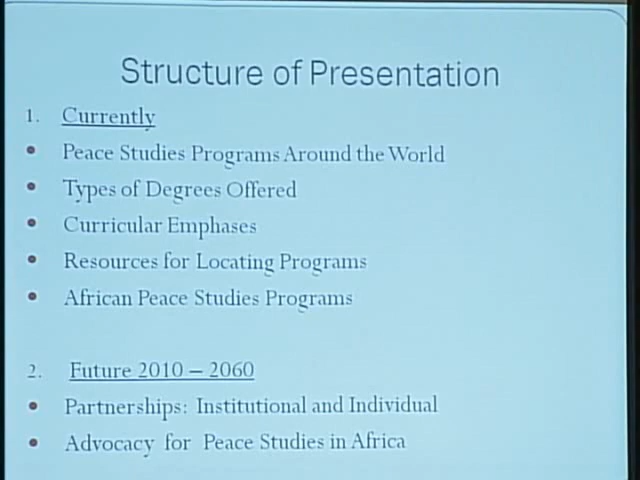 Structure of Presentation
1. Currently
• Peace Studies Programs Around the World
• Types of Degrees Offered
• Curricular Emphases
• Resources for Locating Programs
• African Peace Studies Programs
2. Future 2010 – 2060
• Partnerships: Institutional and Individual
• Advocacy for Peace Studies in Africa